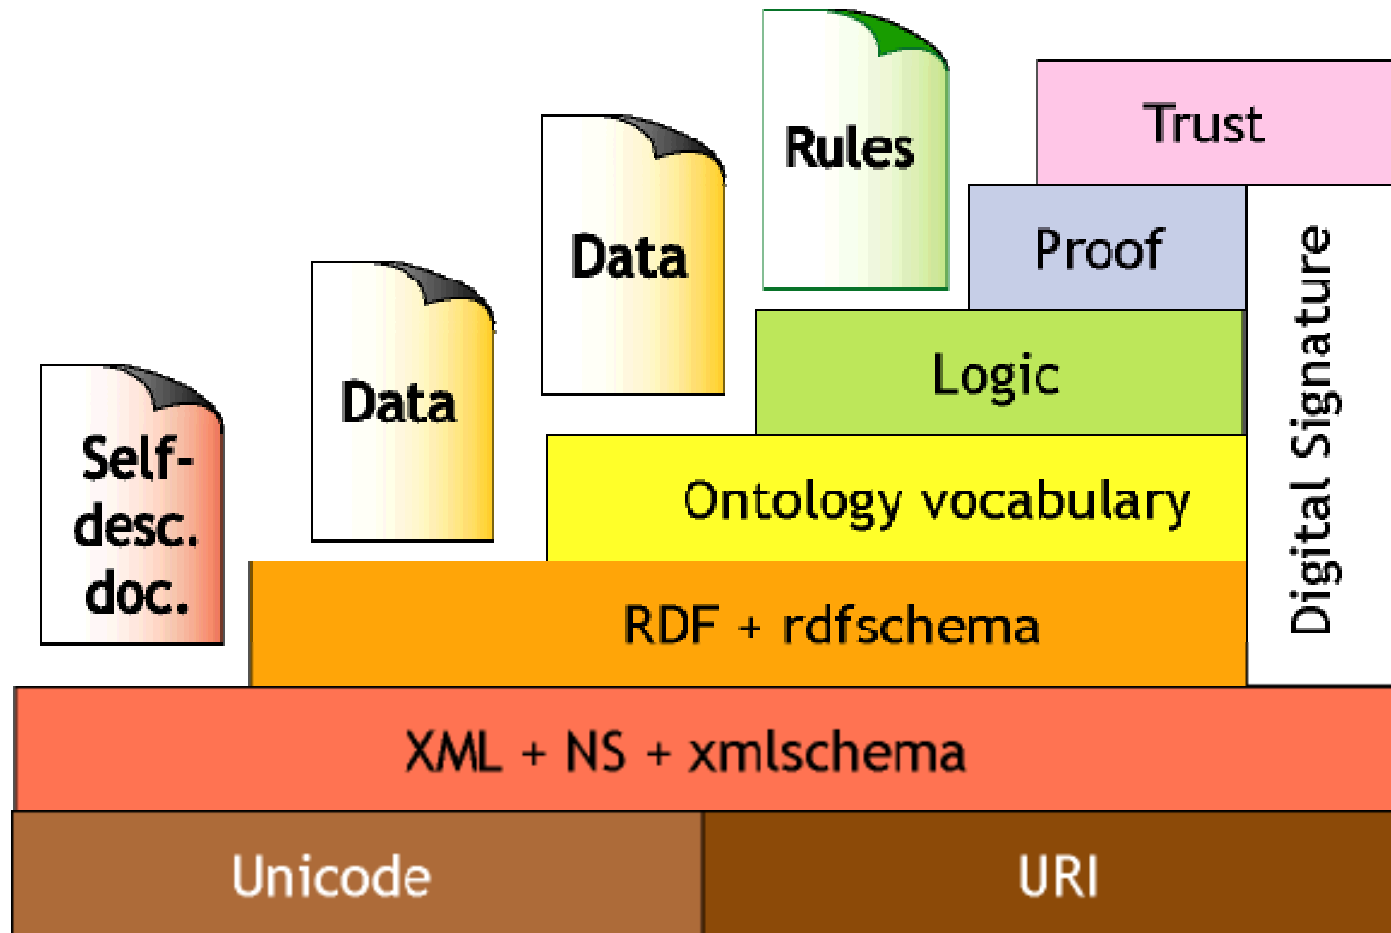 Trust
Rules
Proof
Data
Logic
Data
Self-
desc.
doc.
Ontology vocabulary
Digital Signature
RDF + rdfschema
XML + NS + xmlschema
Unicode
URI